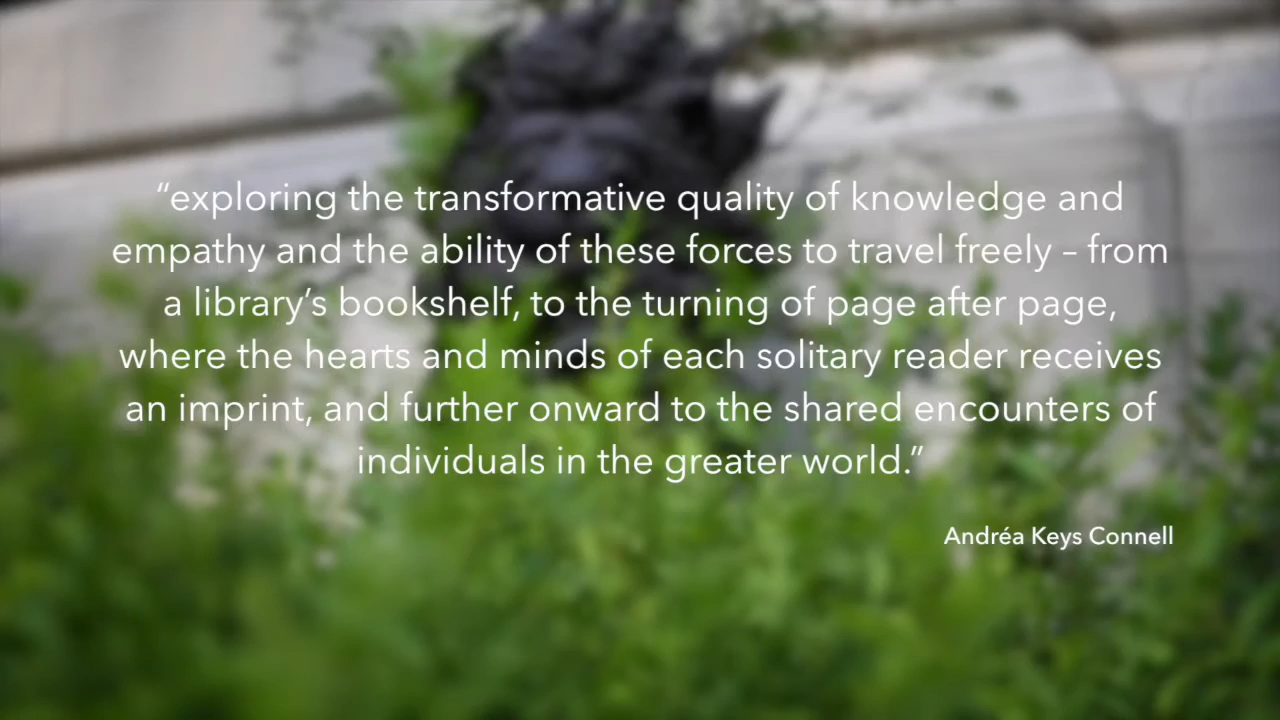 “exploring the transformative quality of knowledge and
empathy and the ability of these forces to travel freely – from
a library’s bookshelf, to the turning of page after page,
where the hearts and minds of each solitary reader receives
an imprint, and further onward to the shared encounters of
individuals in the greater world.”
Andréa Keys Connell